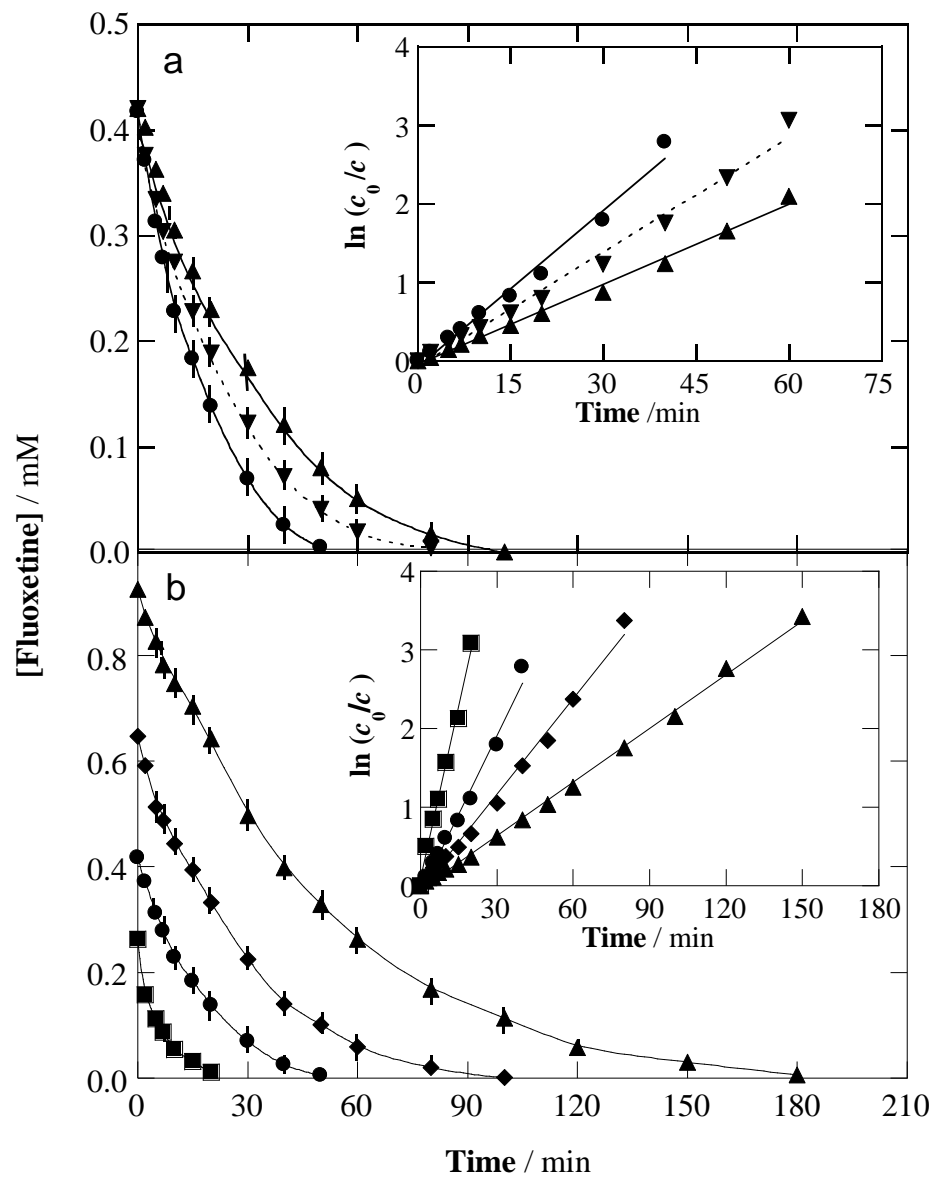 a
0.5
0.4
0.3
0.2
0.1
0.0
4
3
2
1
0
ln (c0/c )
0 15 30 45 60 75
Time /min
[Fluoxetine] / mM
b
0.8
0.6
0.4
0.2
0.0
4
3
2
1
0
ln (c0/c )
0 30 60 90 120 150 180
Time / min
0 30 60 90 120 150 180 210
Time / min